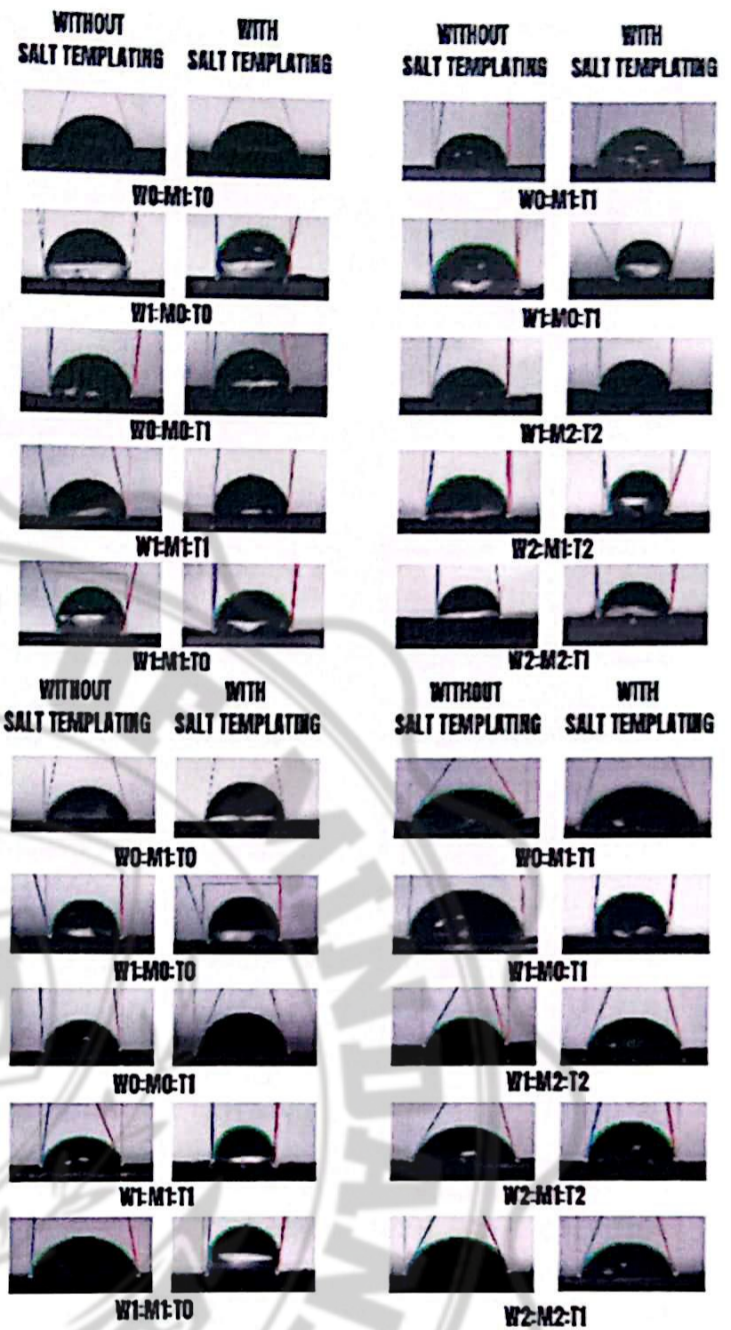 WITHOUT
SALT TEMPLATING
WITH
SALT TEMPLATING
W0:M1:T0
W1:M0:T0
W0:M0:T1
W1:M1:T1
W1:M1:T0
WITHOUT
SALT TEMPLATING
WITH
SALT TEMPLATING
W0:M1:T1
W1:M0:T1
W1:M2:T2
W2:M1:T2
W2:M2:T1
WITHOUT
SALT TEMPLATING
WITH
SALT TEMPLATING
W0:M1:T0
W1:M0:T0
W0:M0:T1
W1:M1:T1
W1:M1:T0
WITHOUT
SALT TEMPLATING
WITH
SALT TEMPLATING
W0:M1:T1
W1:M0:T1
W1:M2:T2
W2:M1:T2
W2:M2:T1
OF MINDAN